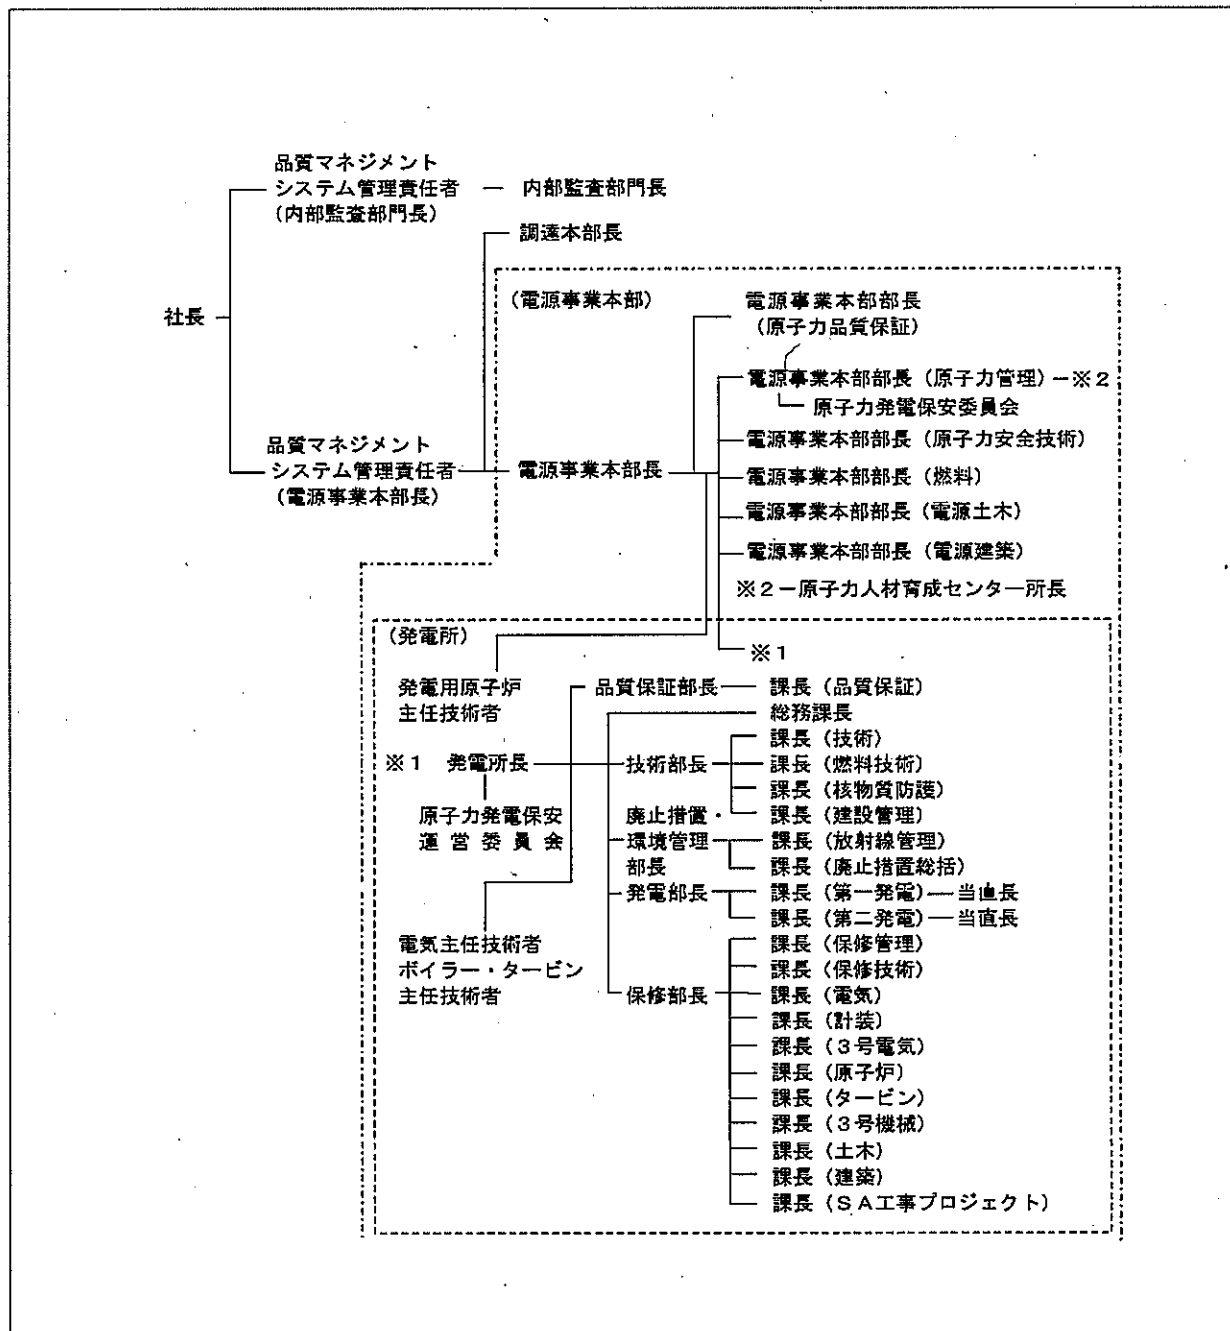 品質マネジメント
システム管理責任者 — 内部監査部門長
(内部監査部門長)
調達本部長
(電源事業本部)
電源事業本部部長
(原子力品質保証)
社長
電源事業本部部長(原子力管理)-※2
原子力発電保安委員会
電源事業本部部長(原子力安全技術)
品質マネジメント
システム管理責任者
(電源事業本部長)
電源事業本部長
電源事業本部部長(燃料)
電源事業本部部長(電源土木)
電源事業本部部長(電源建築)
※2-原子力人材育成センター所長
(発電所)
※1
発電用原子炉
主任技術者
品質保証部長
課長(品質保証)
総務課長
※1 発電所長
原子力発電保安
運営委員会
技術部長
課長(技術)
課長(燃料技術)
課長(核物質防護)
課長(建設管理)
廃止措置・
環境管理
部長
課長(放射線管理)
課長(廃止措置総括)
発電部長
課長(第一発電)— 当直長
課長(第二発電)— 当直長
電気主任技術者
ボイラー・タービン
主任技術者
保修部長
課長(保修管理)
課長(保修技術)
課長(電気)
課長(計装)
課長(3号電気)
課長(原子炉)
課長(タービン)
課長(3号機械)
課長(土木)
課長(建築)
課長(SA工事プロジェクト)